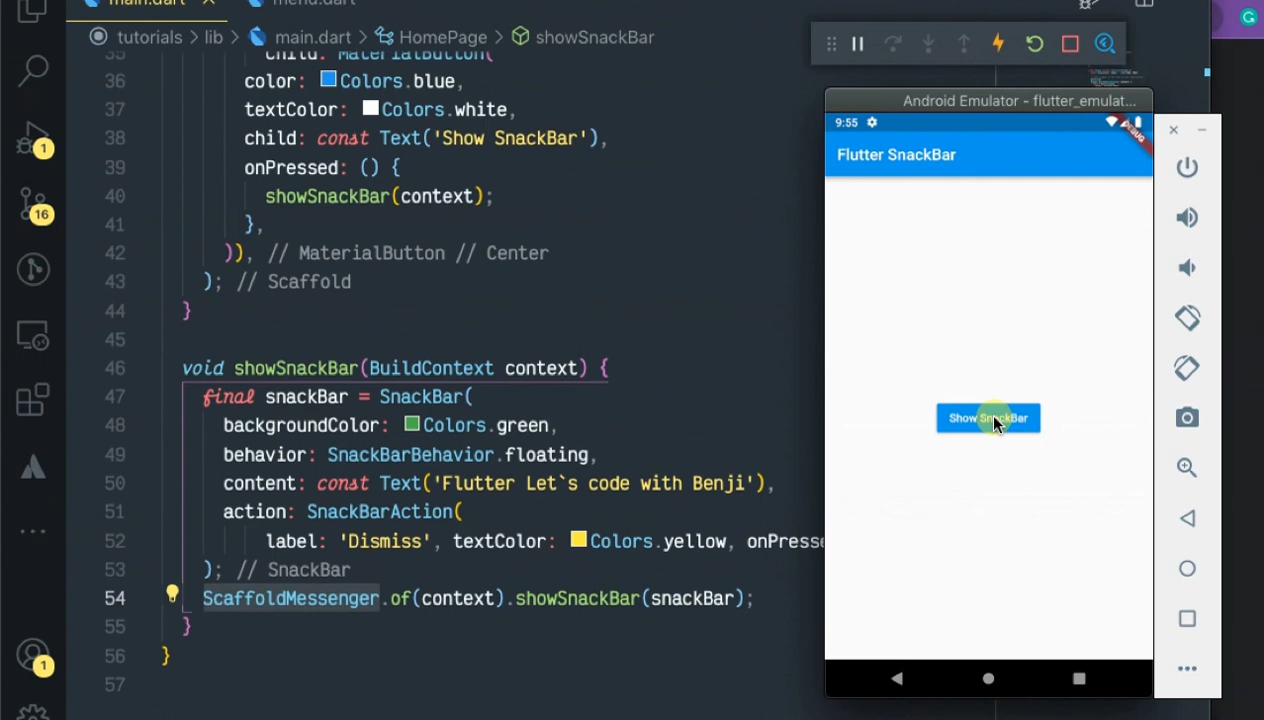 main.dart
menu.dart
tutorials > lib > main.dart > HomePage > showSnackBar
35 child: MaterialButton(
36 color: Colors.blue,
37 textColor: Colors.white,
38 child: const Text('Show SnackBar'),
39 onPressed: () {
40 showSnackBar(context);
41 },
42 )), // MaterialButton // Center
43 ); // Scaffold
44 }
45
46 void showSnackBar(BuildContext context) {
47 final snackBar = SnackBar(
48 backgroundColor: Colors.green,
49 behavior: SnackBarBehavior.floating,
50 content: const Text('Flutter Let`s code with Benji'),
51 action: SnackBarAction(
52 label: 'Dismiss', textColor: Colors.yellow, onPresse
53 ); // SnackBar
54 ScaffoldMessenger.of(context).showSnackBar(snackBar);
55 }
56 }
57
1
16
1
Android Emulator - flutter_emulat...
9:55
DEBUG
Flutter SnackBar
Show SnackBar